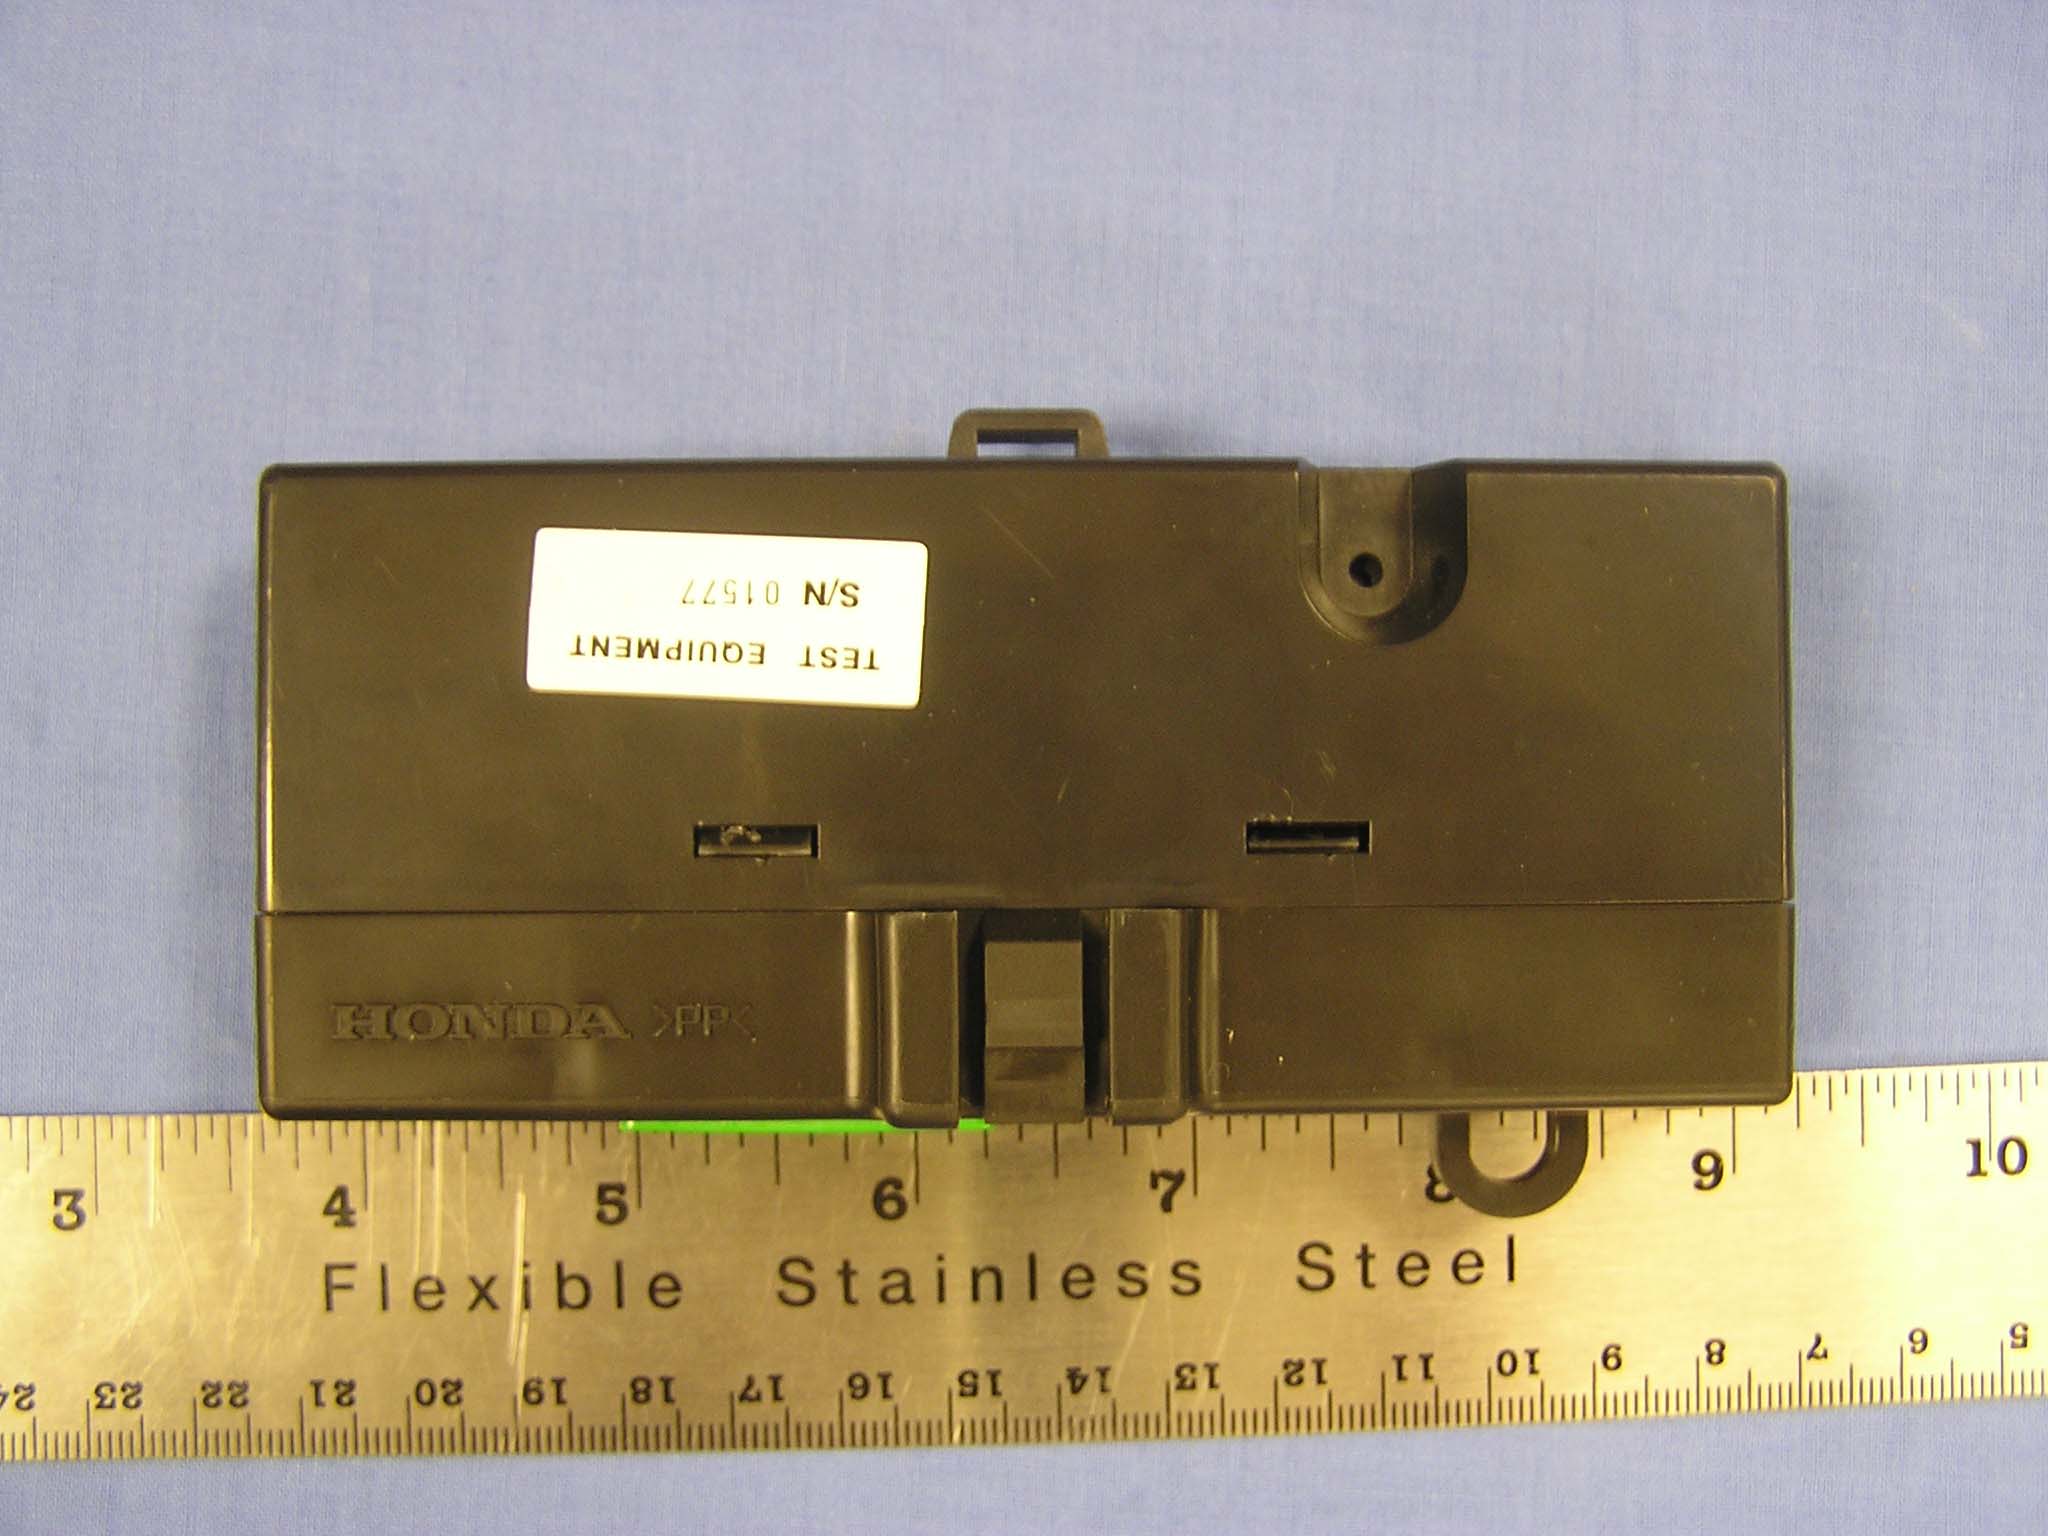 TEST EQUIPMENT
S/N 01577
HONDA >PP<
3 4 5 6 7 8 9 10
Flexible Stainless Steel
24 23 22 21 20 19 18 17 16 15 14 13 12 11 10 9 8 7 6 5